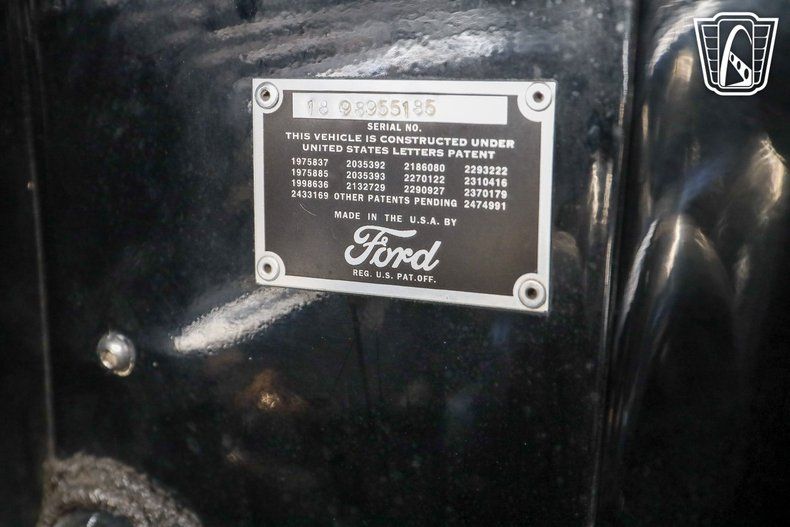 18 98955185
SERIAL NO.
THIS VEHICLE IS CONSTRUCTED UNDER
UNITED STATES LETTERS PATENT
1975837 2035392 2186080 2293222
1975885 2035393 2270122 2310416
1998636 2132729 2290927 2370179
2433169 OTHER PATENTS PENDING 2474991
MADE IN THE U.S.A. BY
Ford
REG. U.S. PAT. OFF.